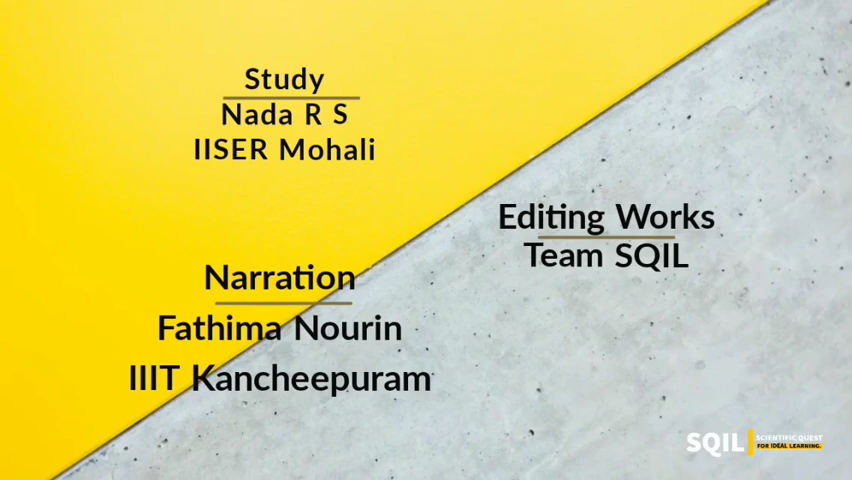 Study
Nada R S
IISER Mohali
Editing Works
Team SQIL
Narration
Fathima Nourin
IIIT Kancheepuram
SQIL
SCIENTIFIC QUEST
FOR IDEAL LEARNING.